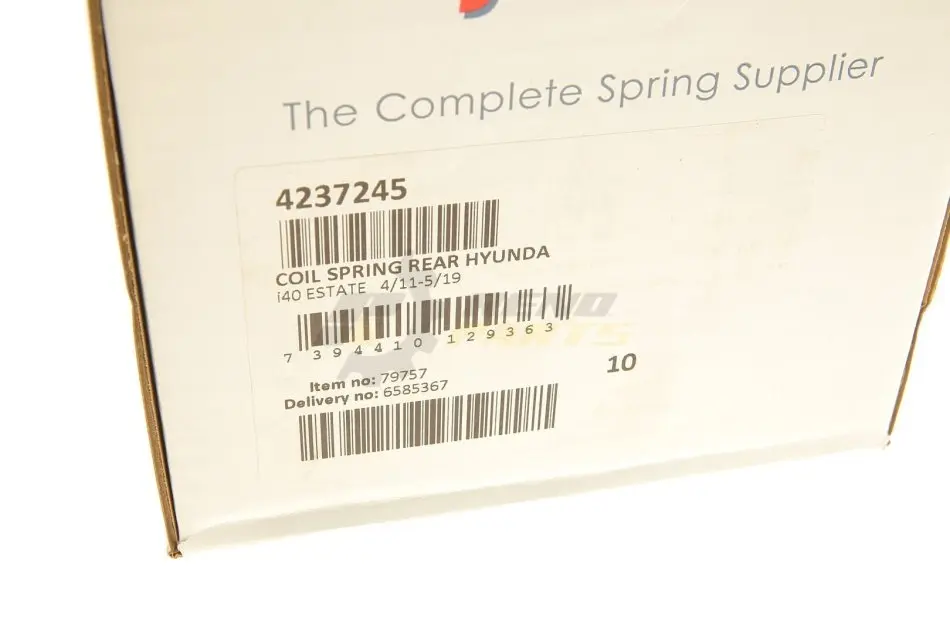 The Complete Spring Supplier
4237245
COIL SPRING REAR HYUNDA
i40 ESTATE 4/11-5/19
7 394410 129363
10
Item no: 79757
Delivery no: 6585367